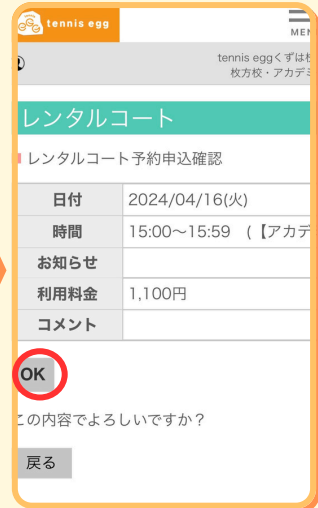 tennis egg
MEN
tennis eggくずは
枚方校・アカデ
レンタルコート
レンタルコート予約申込確認
日付 2024/04/16(火)
時間 15:00〜15:59 (【アカデ
お知らせ
利用料金 1,100円
コメント
OK
この内容でよろしいですか？
戻る